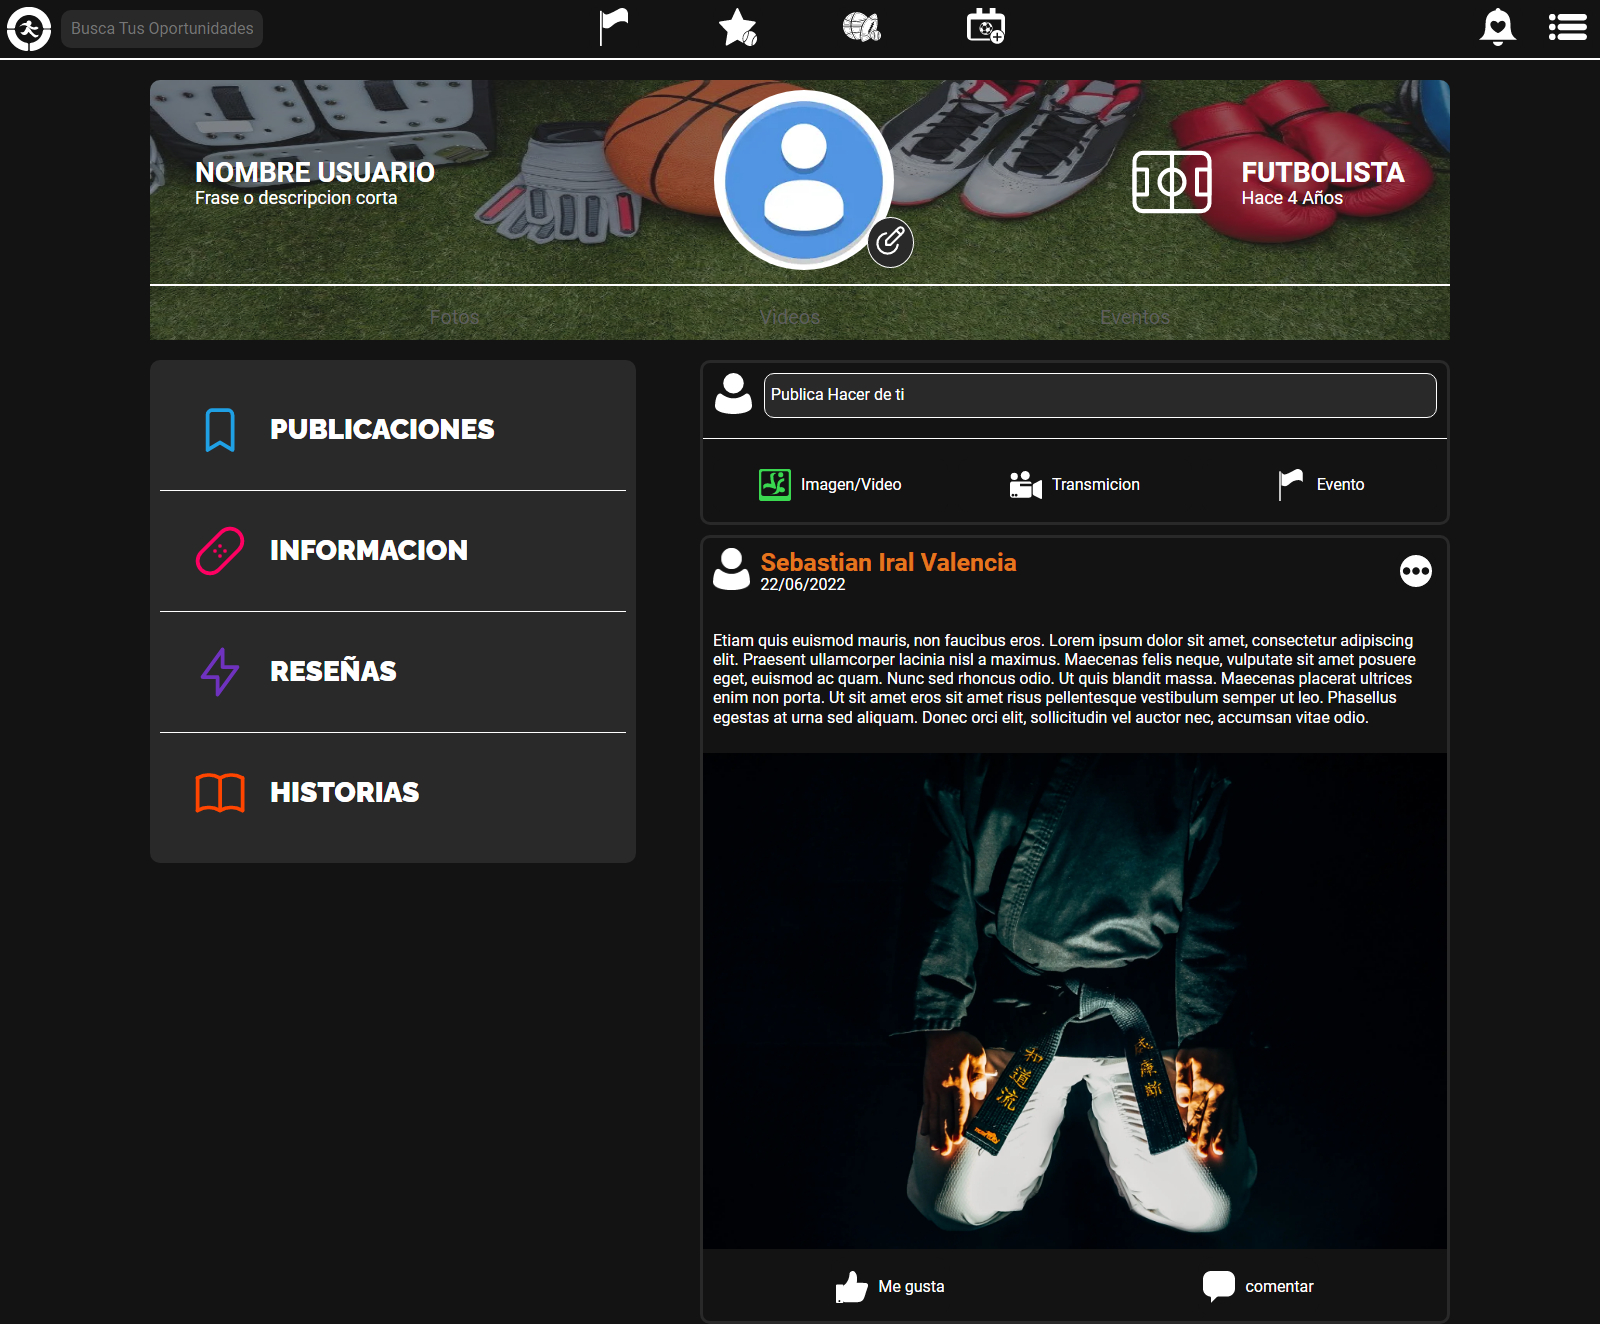 Busca Tus Oportunidades
NOMBRE USUARIO
Frase o descripcion corta
FUTBOLISTA
Hace 4 Años
Fotos
Videos
Eventos
PUBLICACIONES
INFORMACION
RESEÑAS
HISTORIAS
Publica Hacer de ti
Imagen/Video
Transmicion
Evento
Sebastian Iral Valencia
22/06/2022
Etiam quis euismod mauris, non faucibus eros. Lorem ipsum dolor sit amet, consectetur adipiscing
elit. Praesent ullamcorper lacinia nisl a maximus. Maecenas felis neque, vulputate sit amet posuere
eget, euismod ac quam. Nunc sed rhoncus odio. Ut quis blandit massa. Maecenas placerat ultrices
enim non porta. Ut sit amet eros sit amet risus pellentesque vestibulum semper ut leo. Phasellus
egestas at urna sed aliquam. Donec orci elit, sollicitudin vel auctor nec, accumsan vitae odio.
和道流
Me gusta
comentar